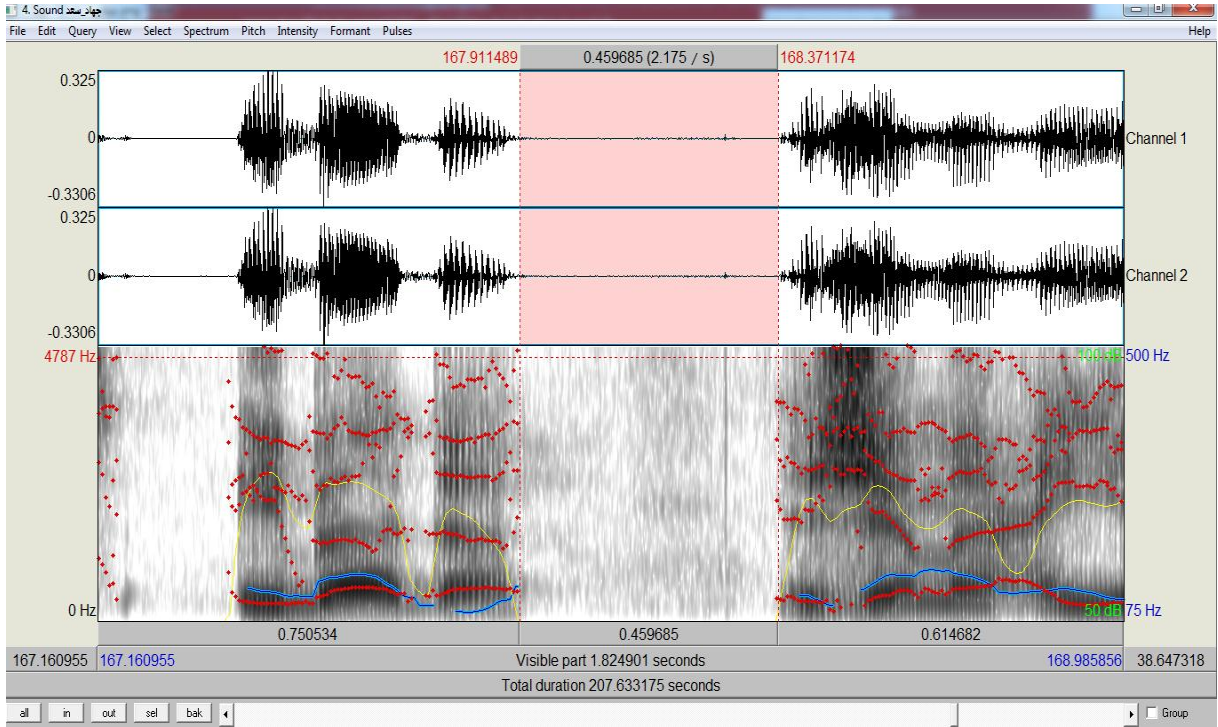 4. Sound جهاد_سعد
File Edit Query View Select Spectrum Pitch Intensity Formant Pulses Help
167.911489 0.459685 (2.175 / s) 168.371174
0.325
0
-0.3306
Channel 1
0.325
0
-0.3306
Channel 2
4787 Hz 100 dB 500 Hz
0 Hz 50 dB 75 Hz
0.750534 0.459685 0.614682
167.160955 167.160955 Visible part 1.824901 seconds 168.985856 38.647318
Total duration 207.633175 seconds
all in out sel bak Group